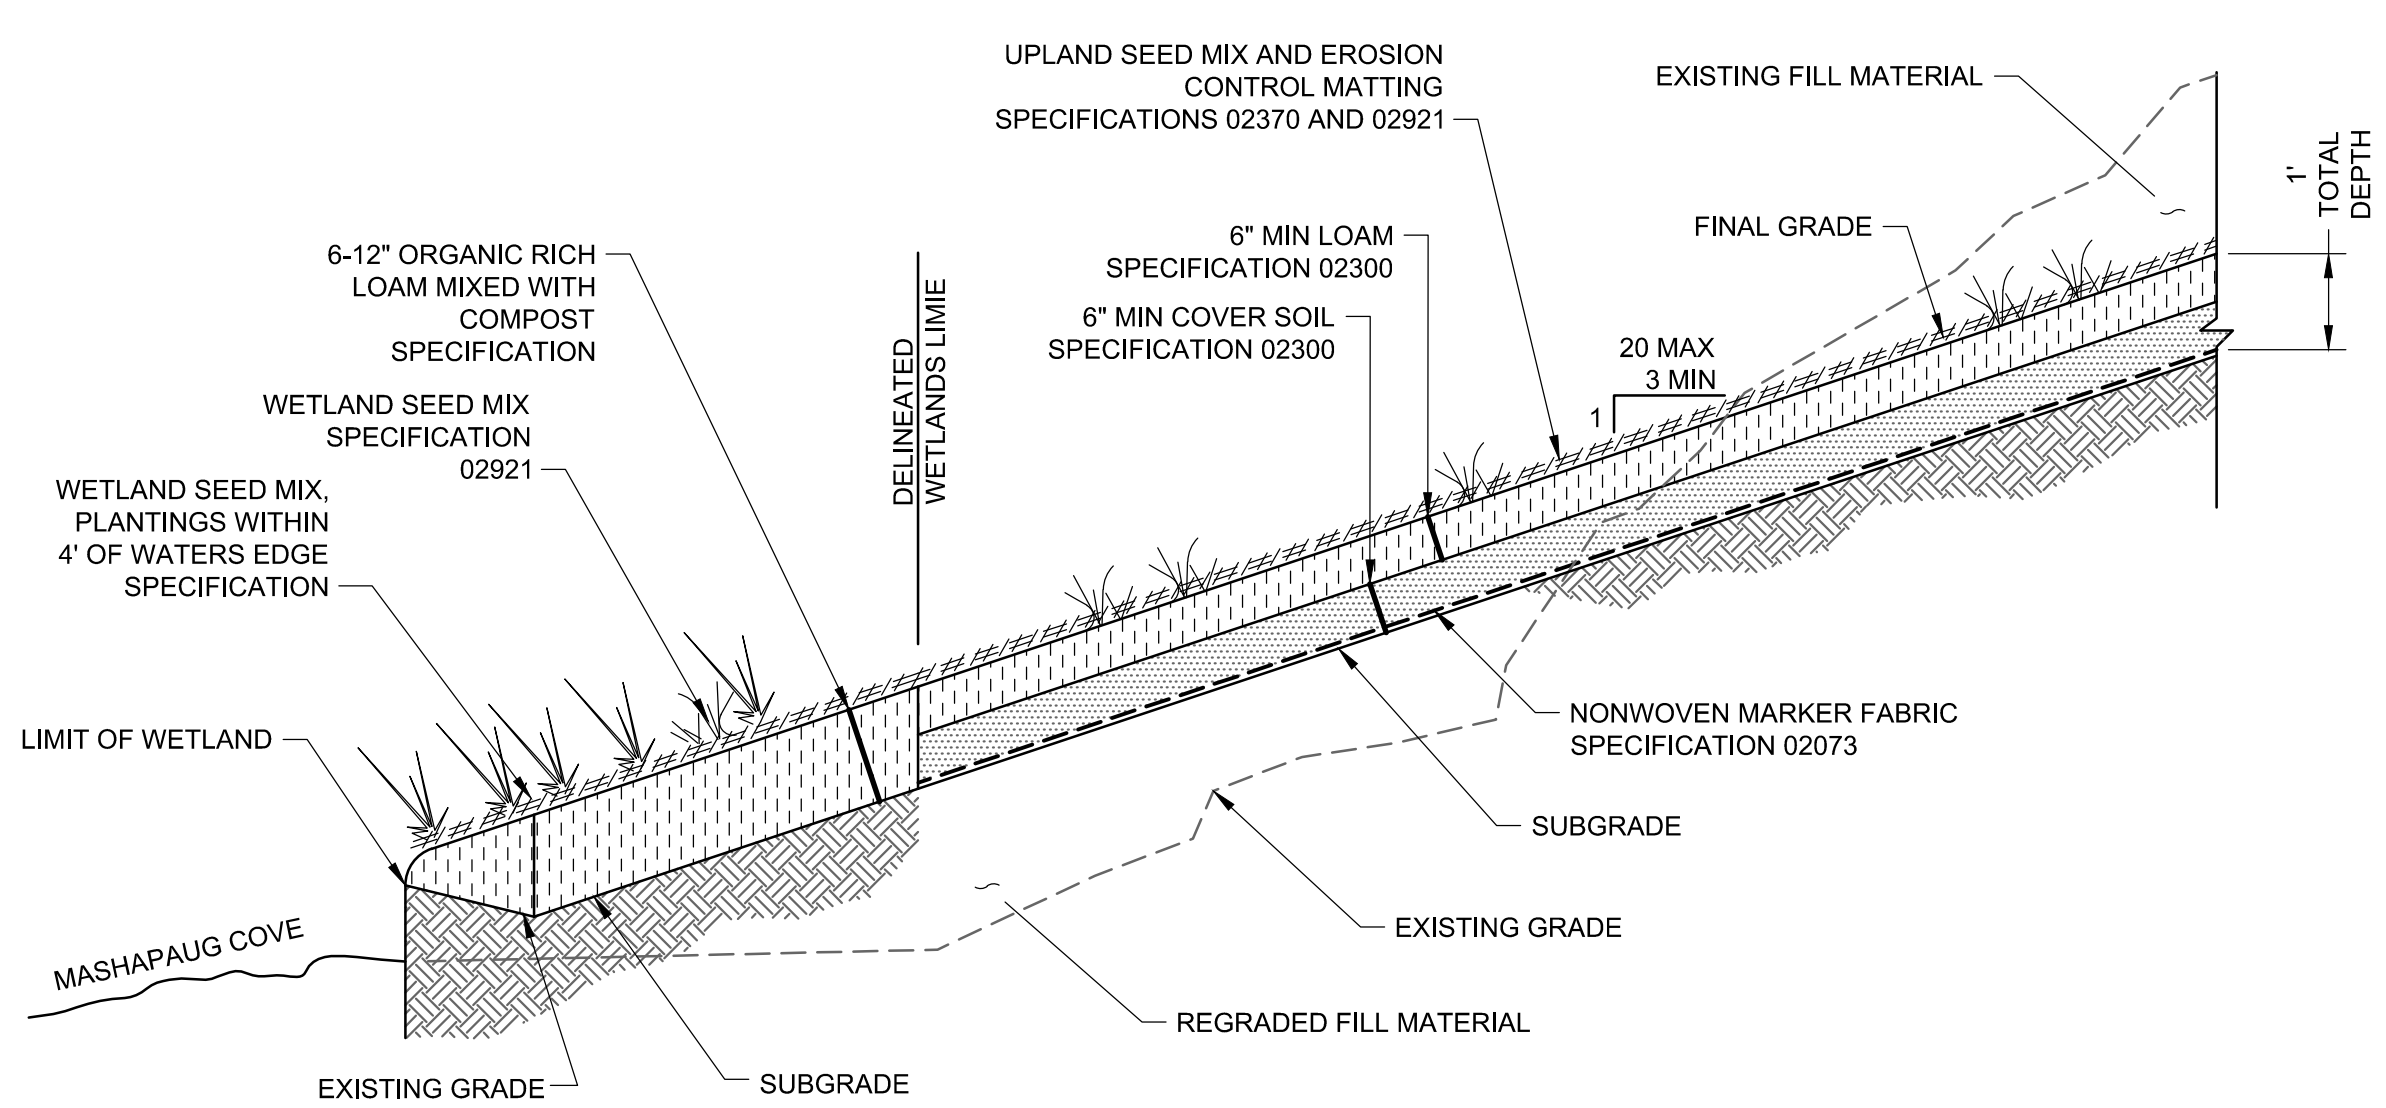 UPLAND SEED MIX AND EROSION
CONTROL MATTING
SPECIFICATIONS 02370 AND 02921
EXISTING FILL MATERIAL
1'
TOTAL
DEPTH
6-12" ORGANIC RICH
LOAM MIXED WITH
COMPOST
SPECIFICATION
DELINEATED
WETLANDS LIMIE
6" MIN LOAM
SPECIFICATION 02300
FINAL GRADE
6" MIN COVER SOIL
SPECIFICATION 02300
20 MAX
3 MIN
1
WETLAND SEED MIX
SPECIFICATION
02921
WETLAND SEED MIX,
PLANTINGS WITHIN
4' OF WATERS EDGE
SPECIFICATION
LIMIT OF WETLAND
NONWOVEN MARKER FABRIC
SPECIFICATION 02073
SUBGRADE
EXISTING GRADE
MASHAPAUG COVE
REGRADED FILL MATERIAL
EXISTING GRADE
SUBGRADE